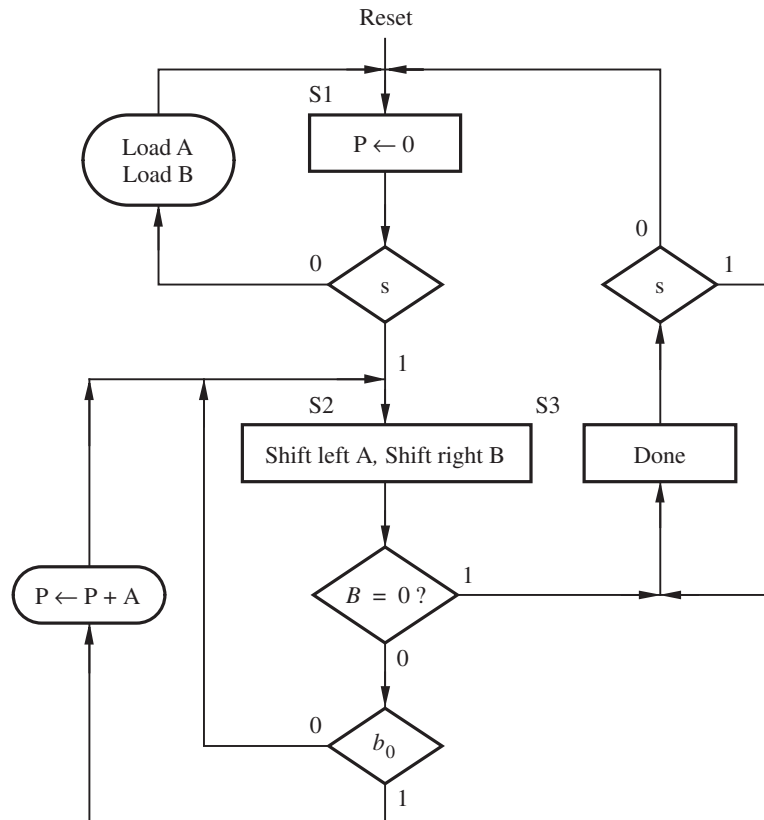 Reset
S1
Load A
Load B
P ← 0
0
s
1
0
s
1
S2
S3
Shift left A, Shift right B
Done
P ← P + A
B = 0 ?
1
0
0
b₀
1